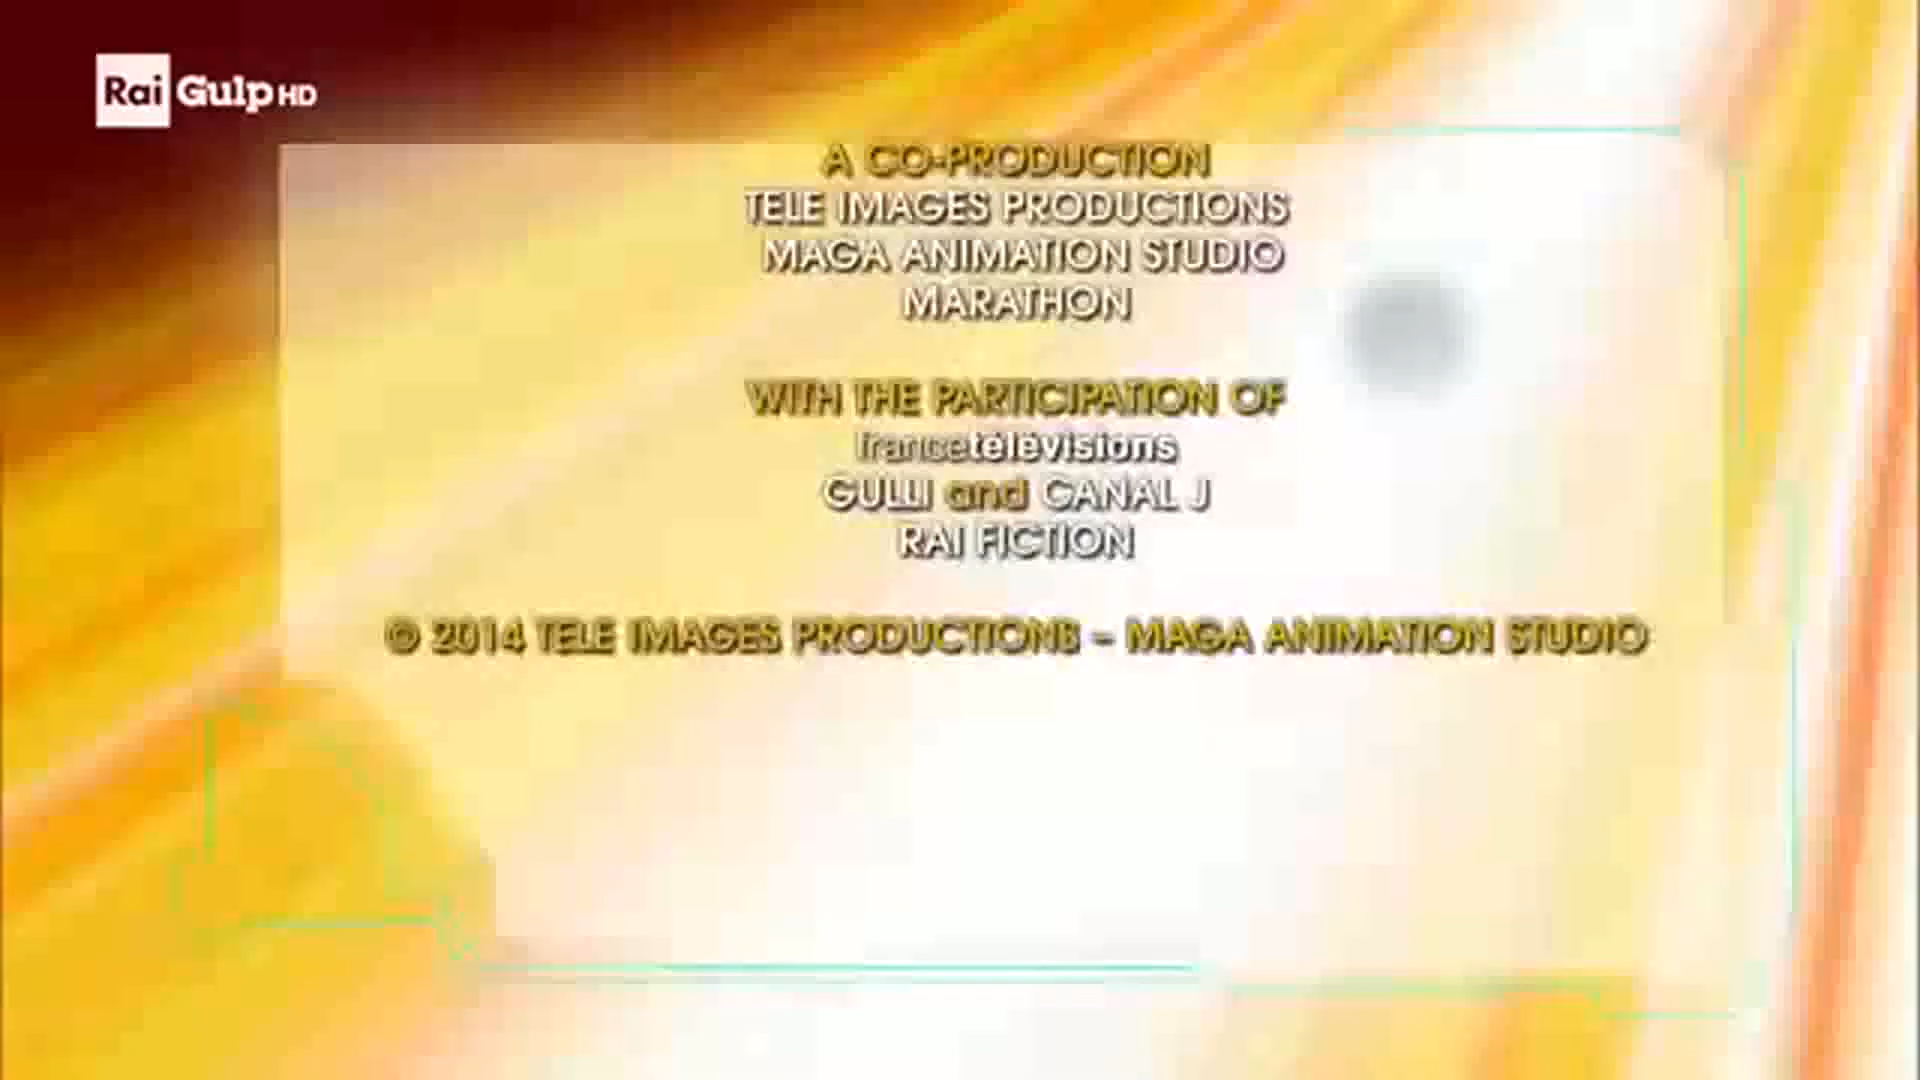 Rai Gulp HD
A CO-PRODUCTION
TELE IMAGES PRODUCTIONS
MAGA ANIMATION STUDIO
MARATHON
WITH THE PARTICIPATION OF
francetélévisions
GULLI and CANAL J
RAI FICTION
© 2014 TELE IMAGES PRODUCTIONS – MAGA ANIMATION STUDIO